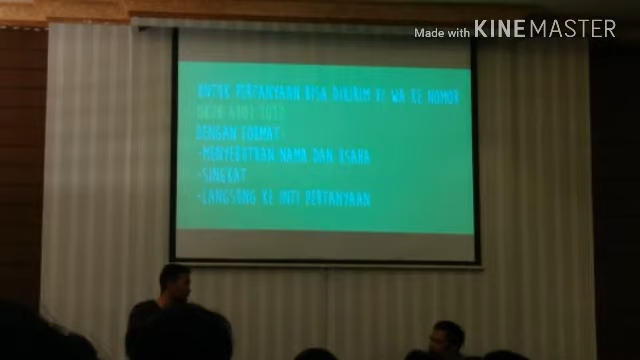 Made with KINEMASTER
UNTUK PERTANYAAN BISA DIKIRIM KE WA KE NOMOR
DENGAN FORMAT:
-MENYEBUTKAN NAMA DAN USAHA
-SINGKAT
-LANGSUNG KE INTI PERTANYAAN